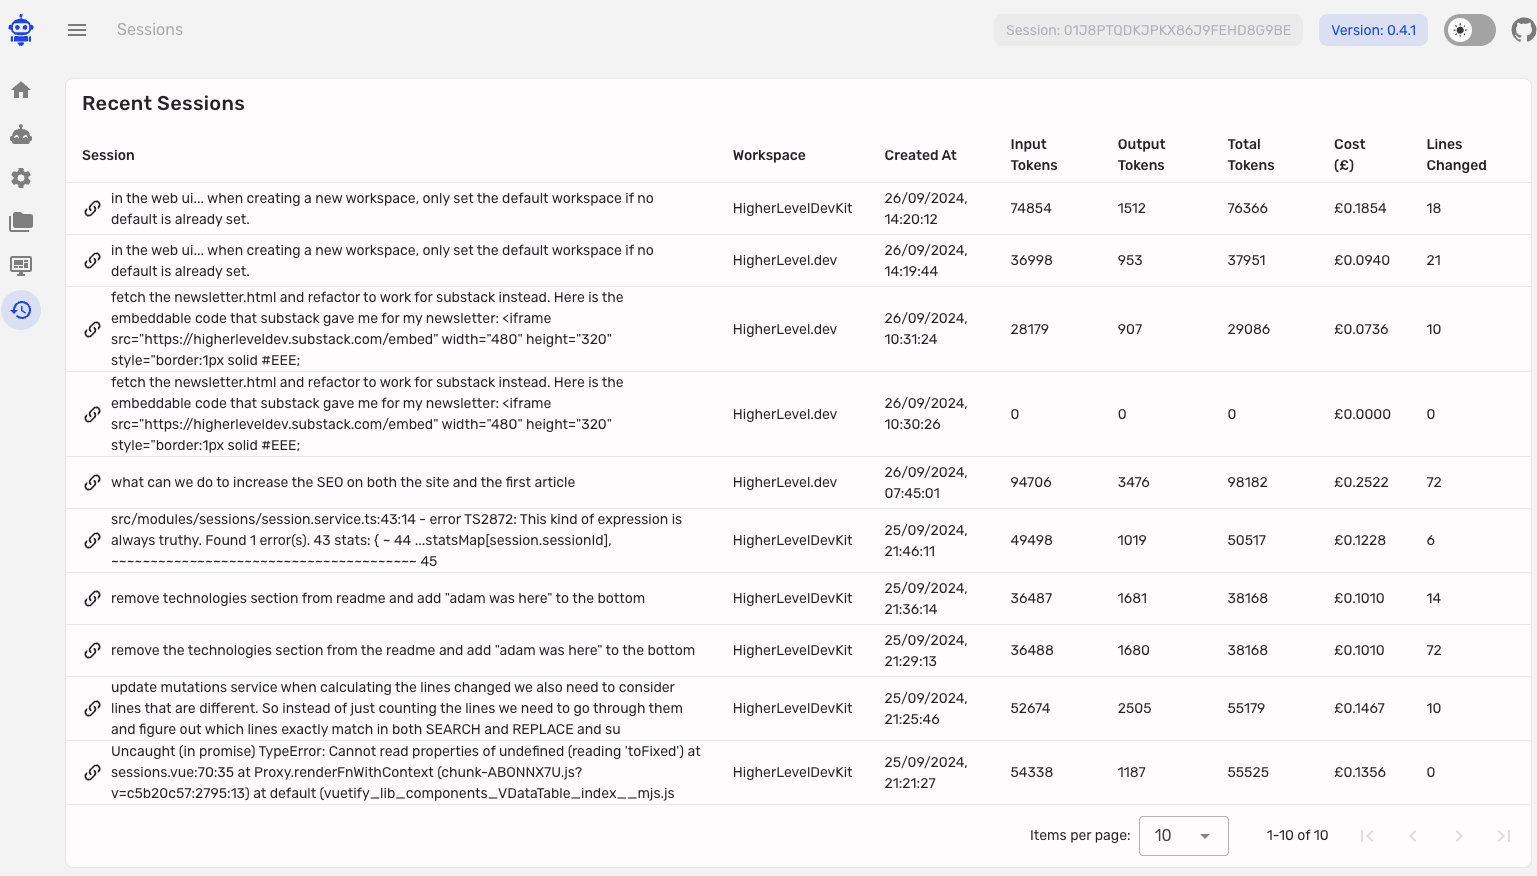 Sessions
Session: 01J8PTQDKJPKX86J9FEHD8G9BE
Version: 0.4.1
Recent Sessions
Session
Workspace
Created At
Input
Tokens
Output
Tokens
Total
Tokens
Cost
(£)
Lines
Changed
in the web ui... when creating a new workspace, only set the default workspace if no
default is already set.
HigherLevelDevKit
26/09/2024,
14:20:12
74854
1512
76366
£0.1854
18
in the web ui... when creating a new workspace, only set the default workspace if no
default is already set.
HigherLevel.dev
26/09/2024,
14:19:44
36998
953
37951
£0.0940
21
fetch the newsletter.html and refactor to work for substack instead. Here is the
embeddable code that substack gave me for my newsletter: <iframe
src="https://higherleveldev.substack.com/embed" width="480" height="320"
style="border:1px solid #EEE;
HigherLevel.dev
26/09/2024,
10:31:24
28179
907
29086
£0.0736
10
fetch the newsletter.html and refactor to work for substack instead. Here is the
embeddable code that substack gave me for my newsletter: <iframe
src="https://higherleveldev.substack.com/embed" width="480" height="320"
style="border:1px solid #EEE;
HigherLevel.dev
26/09/2024,
10:30:26
0
0
0
£0.0000
0
what can we do to increase the SEO on both the site and the first article
HigherLevel.dev
26/09/2024,
07:45:01
94706
3476
98182
£0.2522
72
src/modules/sessions/session.service.ts:43:14 - error TS2872: This kind of expression is
always truthy. Found 1 error(s). 43 stats: { ~ 44 ...statsMap[session.sessionId],
~~~~~~~~~~~~~~~~~~~~~~~~~~~~~~~~~~~~~~~ 45
HigherLevelDevKit
25/09/2024,
21:46:11
49498
1019
50517
£0.1228
6
remove technologies section from readme and add "adam was here" to the bottom
HigherLevelDevKit
25/09/2024,
21:36:14
36487
1681
38168
£0.1010
14
remove the technologies section from the readme and add "adam was here" to the bottom
HigherLevelDevKit
25/09/2024,
21:29:13
36488
1680
38168
£0.1010
72
update mutations service when calculating the lines changed we also need to consider
lines that are different. So instead of just counting the lines we need to go through them
and figure out which lines exactly match in both SEARCH and REPLACE and su
HigherLevelDevKit
25/09/2024,
21:25:46
52674
2505
55179
£0.1467
10
Uncaught (in promise) TypeError: Cannot read properties of undefined (reading 'toFixed') at
sessions.vue:70:35 at Proxy.renderFnWithContext (chunk-ABONNX7U.js?
v=c5b20c57:2795:13) at default (vuetify_lib_components_VDataTable_index__mjs.js
HigherLevelDevKit
25/09/2024,
21:21:27
54338
1187
55525
£0.1356
0
Items per page:
10
1-10 of 10